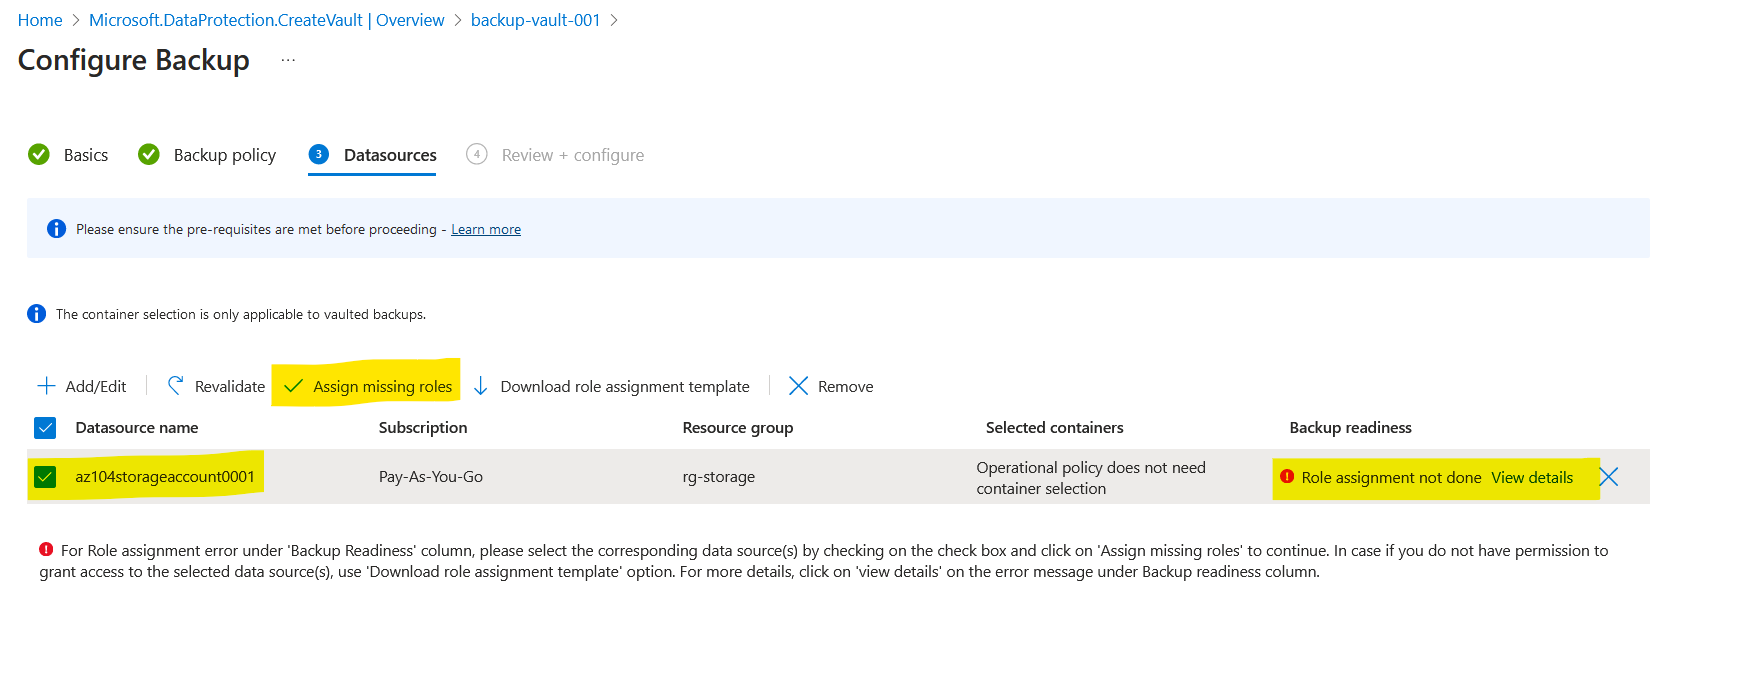 Home > Microsoft.DataProtection.CreateVault | Overview > backup-vault-001 >
Configure Backup ...
Basics Backup policy 3 Datasources 4 Review + configure
Please ensure the pre-requisites are met before proceeding - Learn more
The container selection is only applicable to vaulted backups.
Add/Edit Revalidate Assign missing roles Download role assignment template Remove
Datasource name Subscription Resource group Selected containers Backup readiness
az104storageaccount0001 Pay-As-You-Go rg-storage Operational policy does not need Role assignment not done View details
container selection
For Role assignment error under 'Backup Readiness' column, please select the corresponding data source(s) by checking on the check box and click on 'Assign missing roles' to continue. In case if you do not have permission to
grant access to the selected data source(s), use 'Download role assignment template' option. For more details, click on 'view details' on the error message under Backup readiness column.